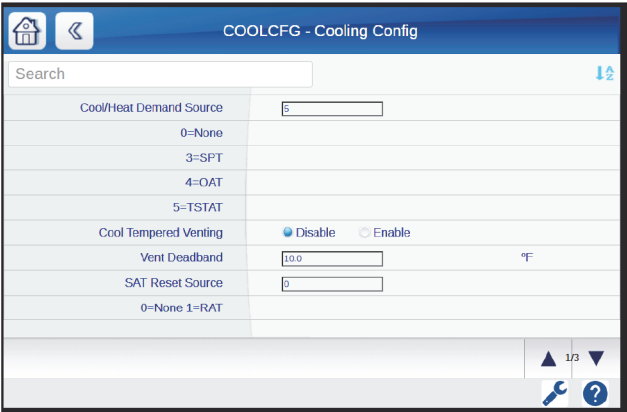 COOLCFG - Cooling Config
Search
Cool/Heat Demand Source 5
0=None
3=SPT
4=OAT
5=TSTAT
Cool Tempered Venting Disable Enable
Vent Deadband 10.0 °F
SAT Reset Source 0
0=None 1=RAT
1/3